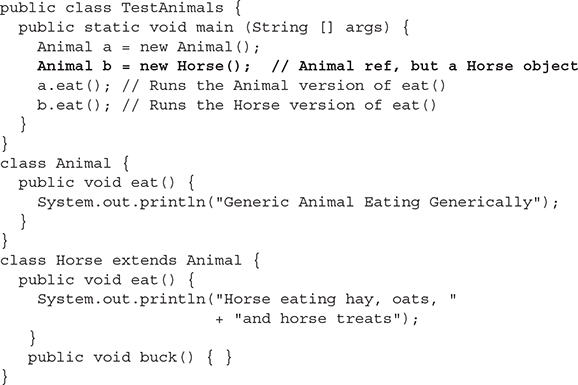 public class TestAnimals {
  public static void main (String [] args) {
    Animal a = new Animal();
    Animal b = new Horse();  // Animal ref, but a Horse object
    a.eat(); // Runs the Animal version of eat()
    b.eat(); // Runs the Horse version of eat()
  }
}
class Animal {
  public void eat() {
    System.out.println("Generic Animal Eating Generically");
  }
}
class Horse extends Animal {
  public void eat() {
    System.out.println("Horse eating hay, oats, "
                       + "and horse treats");
   }
   public void buck() { }
}